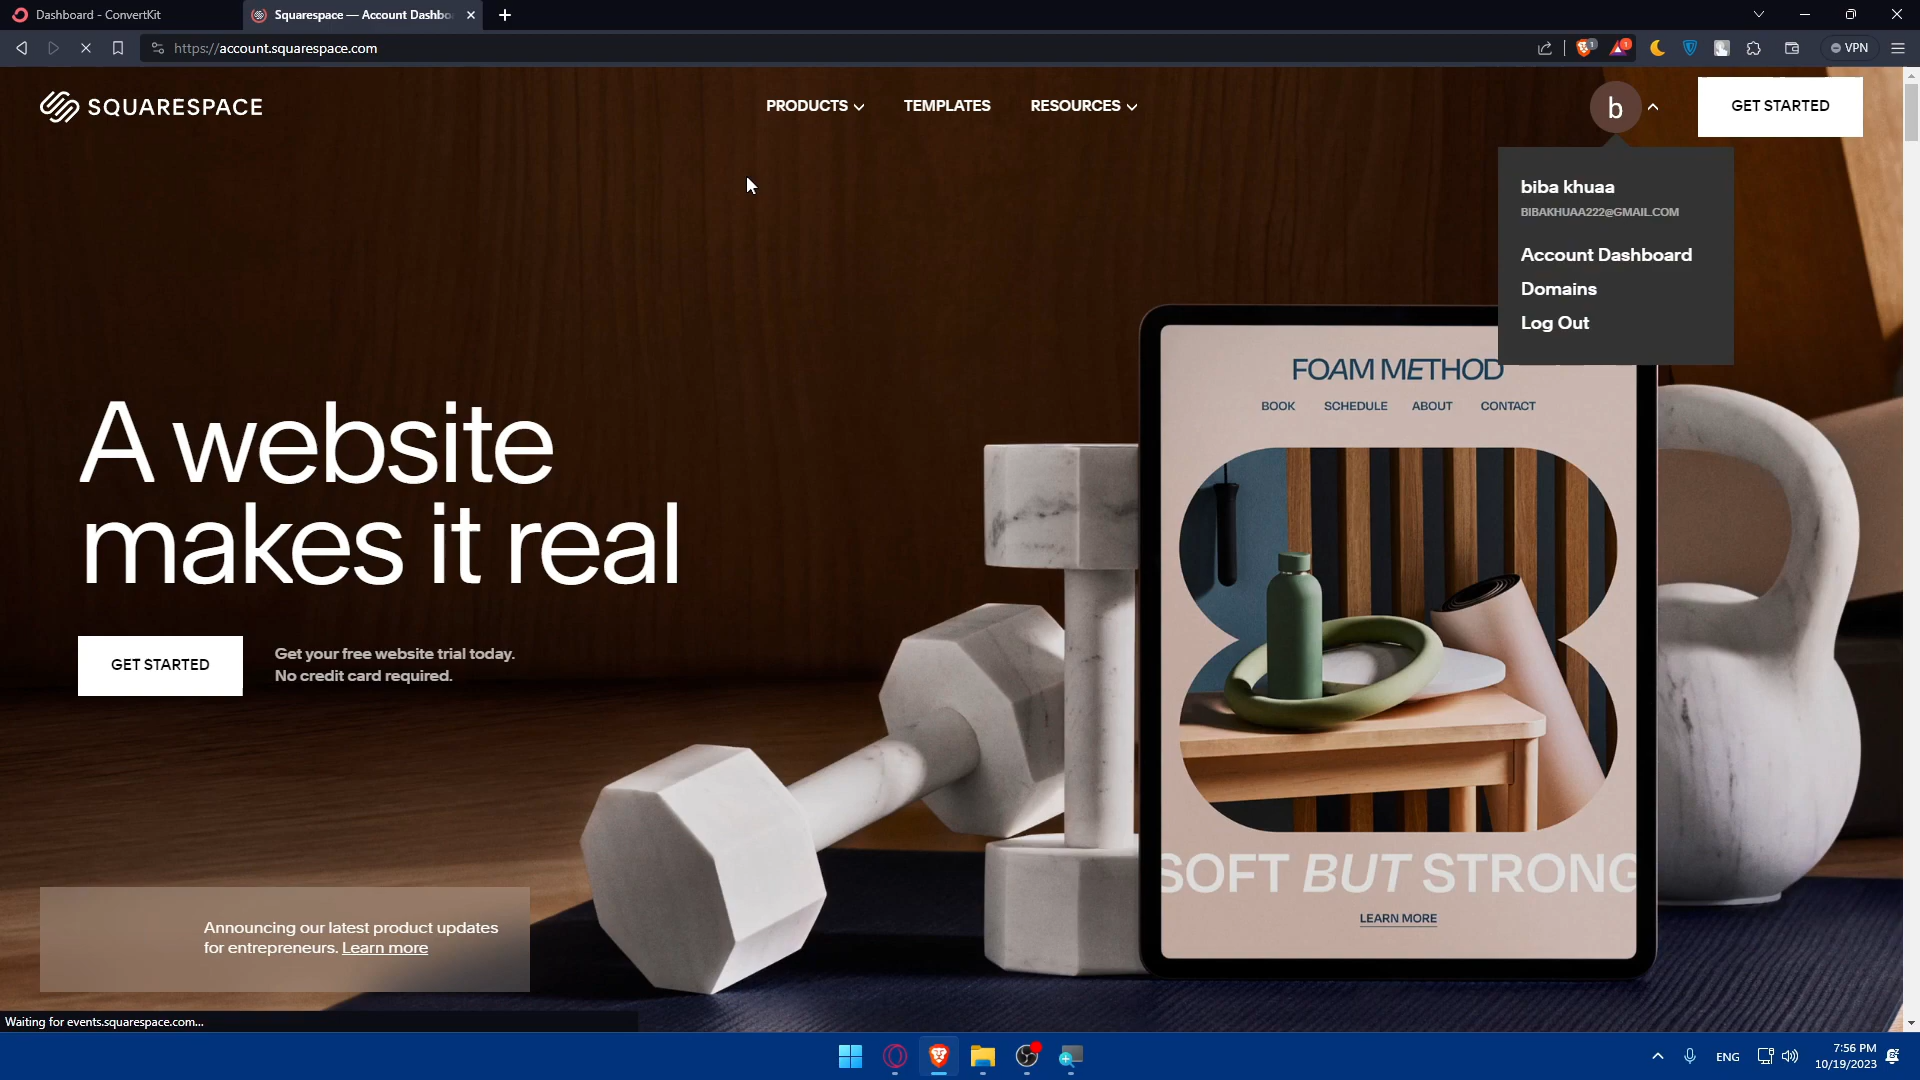 Dashboard - ConvertKit
Squarespace — Account Dashbo
https://account.squarespace.com
1
1
VPN
SQUARESPACE
PRODUCTS
TEMPLATES
RESOURCES
b
GET STARTED
biba khuaa
BIBAKHUAA222@GMAIL.COM
Account Dashboard
Domains
Log Out
FOAM METHOD
BOOK SCHEDULE ABOUT CONTACT
A website
makes it real
GET STARTED
Get your free website trial today.
No credit card required.
SOFT BUT STRONG
LEARN MORE
Announcing our latest product updates
for entrepreneurs. Learn more
Waiting for events.squarespace.com...
ENG
7:56 PM
10/19/2023